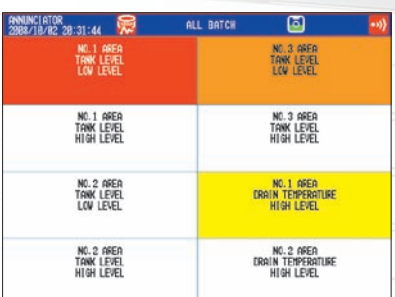 ANNUNCIATOR
2008/10/02 20:31:44
ALL BATCH
NO.1 AREA
TANK LEVEL
LOW LEVEL
NO.3 AREA
TANK LEVEL
LOW LEVEL
NO.1 AREA
TANK LEVEL
HIGH LEVEL
NO.3 AREA
TANK LEVEL
HIGH LEVEL
NO.2 AREA
TANK LEVEL
LOW LEVEL
NO.1 AREA
DRAIN TEMPERATURE
HIGH LEVEL
NO.2 AREA
TANK LEVEL
HIGH LEVEL
NO.2 AREA
DRAIN TEMPERATURE
HIGH LEVEL